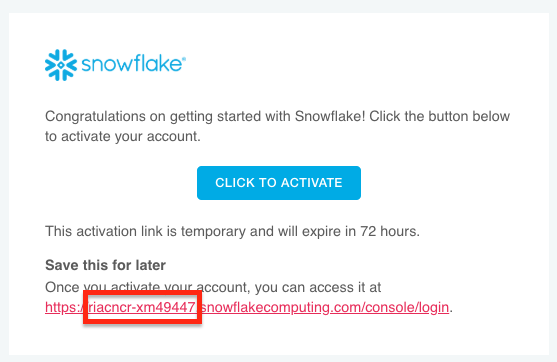 snowflake®
Congratulations on getting started with Snowflake! Click the button below
to activate your account.
CLICK TO ACTIVATE
This activation link is temporary and will expire in 72 hours.
Save this for later
Once you activate your account, you can access it at
https://riacncr-xm49447.snowflakecomputing.com/console/login.